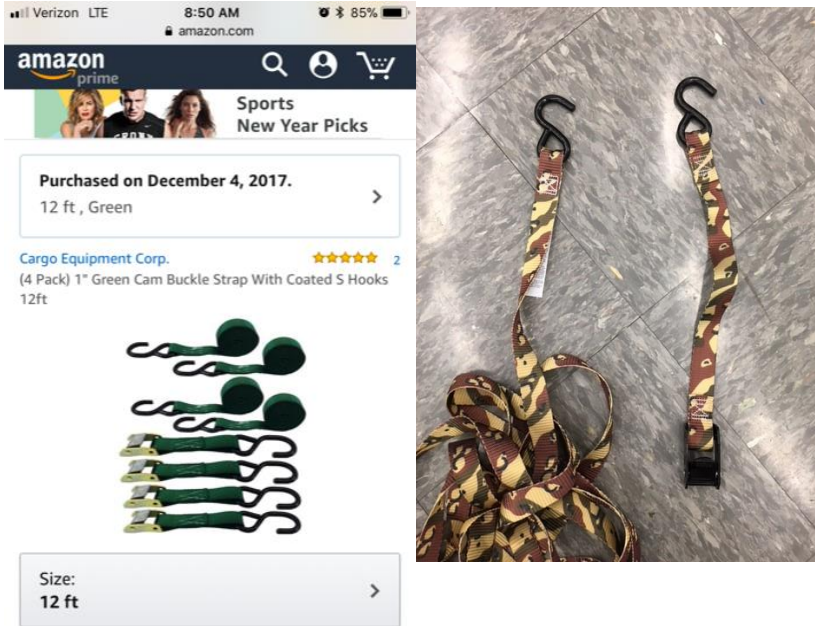 Verizon LTE 8:50 AM 85%
amazon.com
amazon
prime
Sports
New Year Picks
Purchased on December 4, 2017.
12 ft , Green
Cargo Equipment Corp. 2
(4 Pack) 1" Green Cam Buckle Strap With Coated S Hooks
12ft
Size:
12 ft